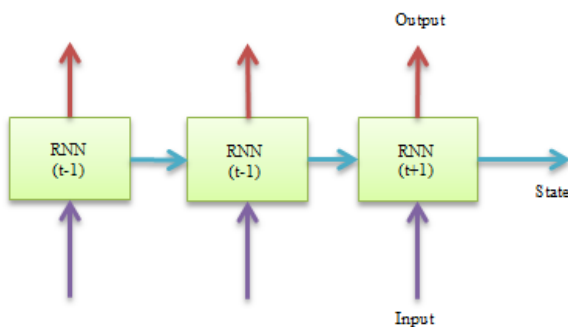 Output
RNN
(t-1)
RNN
(t-1)
RNN
(t+1)
State
Input